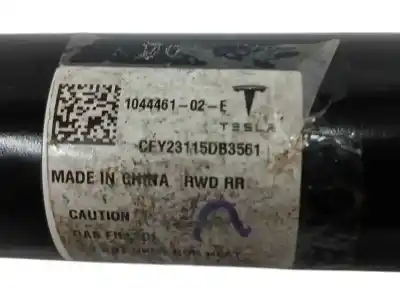 1044461-02-E
TESLA
CFY23115DB3561
MADE IN CHINA RWD RR
CAUTION